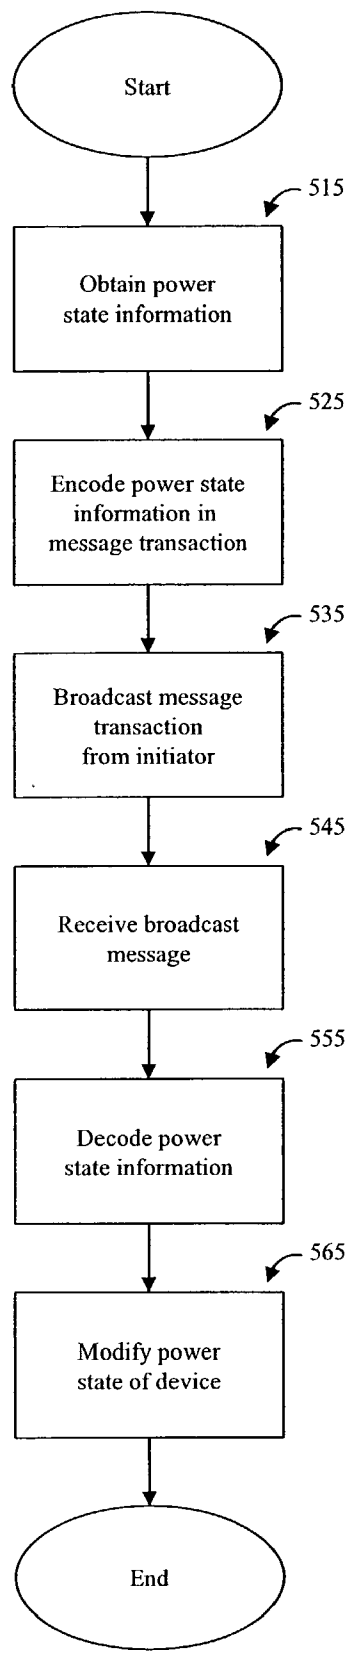 Start
515
Obtain power
state information
525
Encode power state
information in
message transaction
535
Broadcast message
transaction
from initiator
545
Receive broadcast
message
555
Decode power
state information
565
Modify power
state of device
End